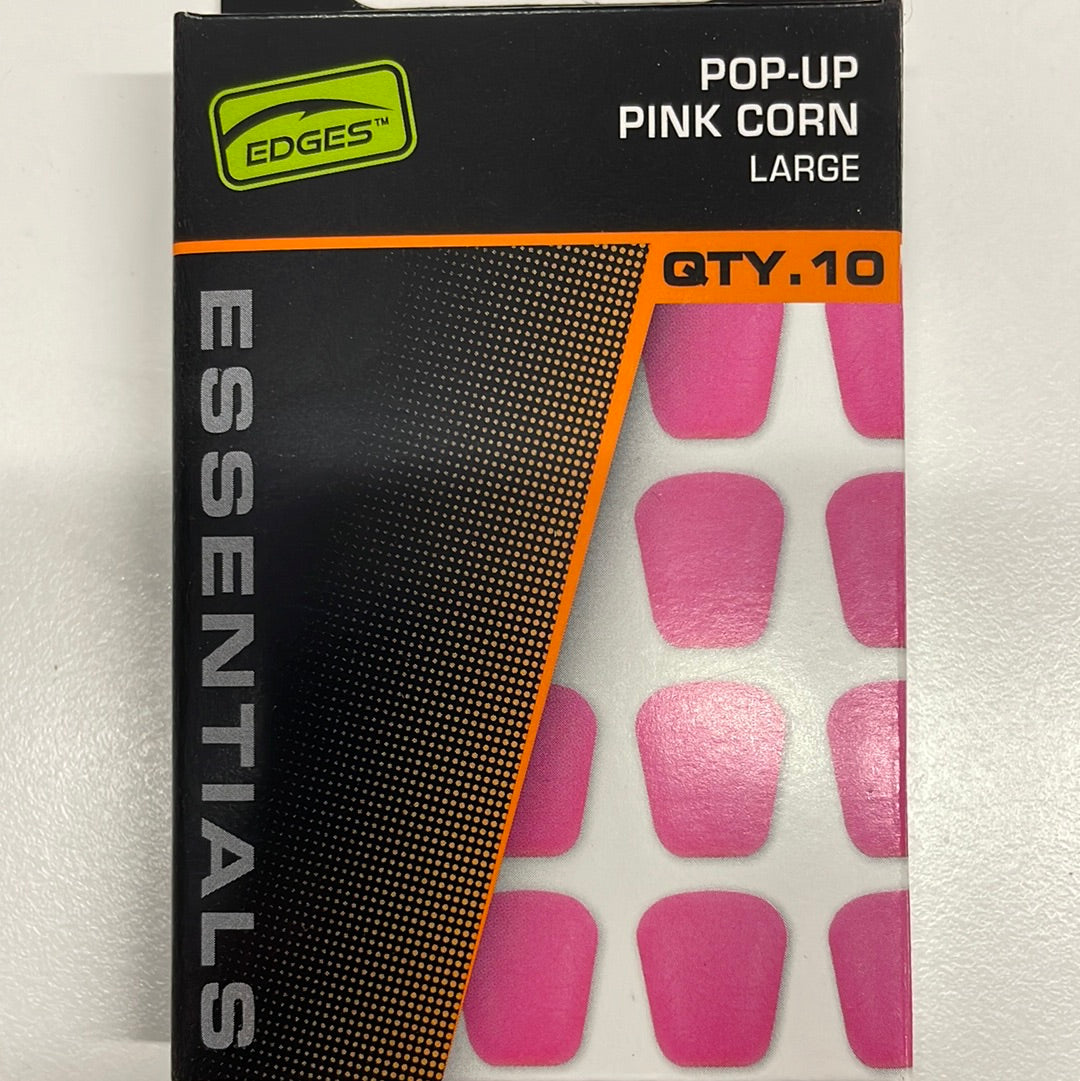 EDGES™
POP-UP
PINK CORN
LARGE
QTY.10
ESSENTIALS